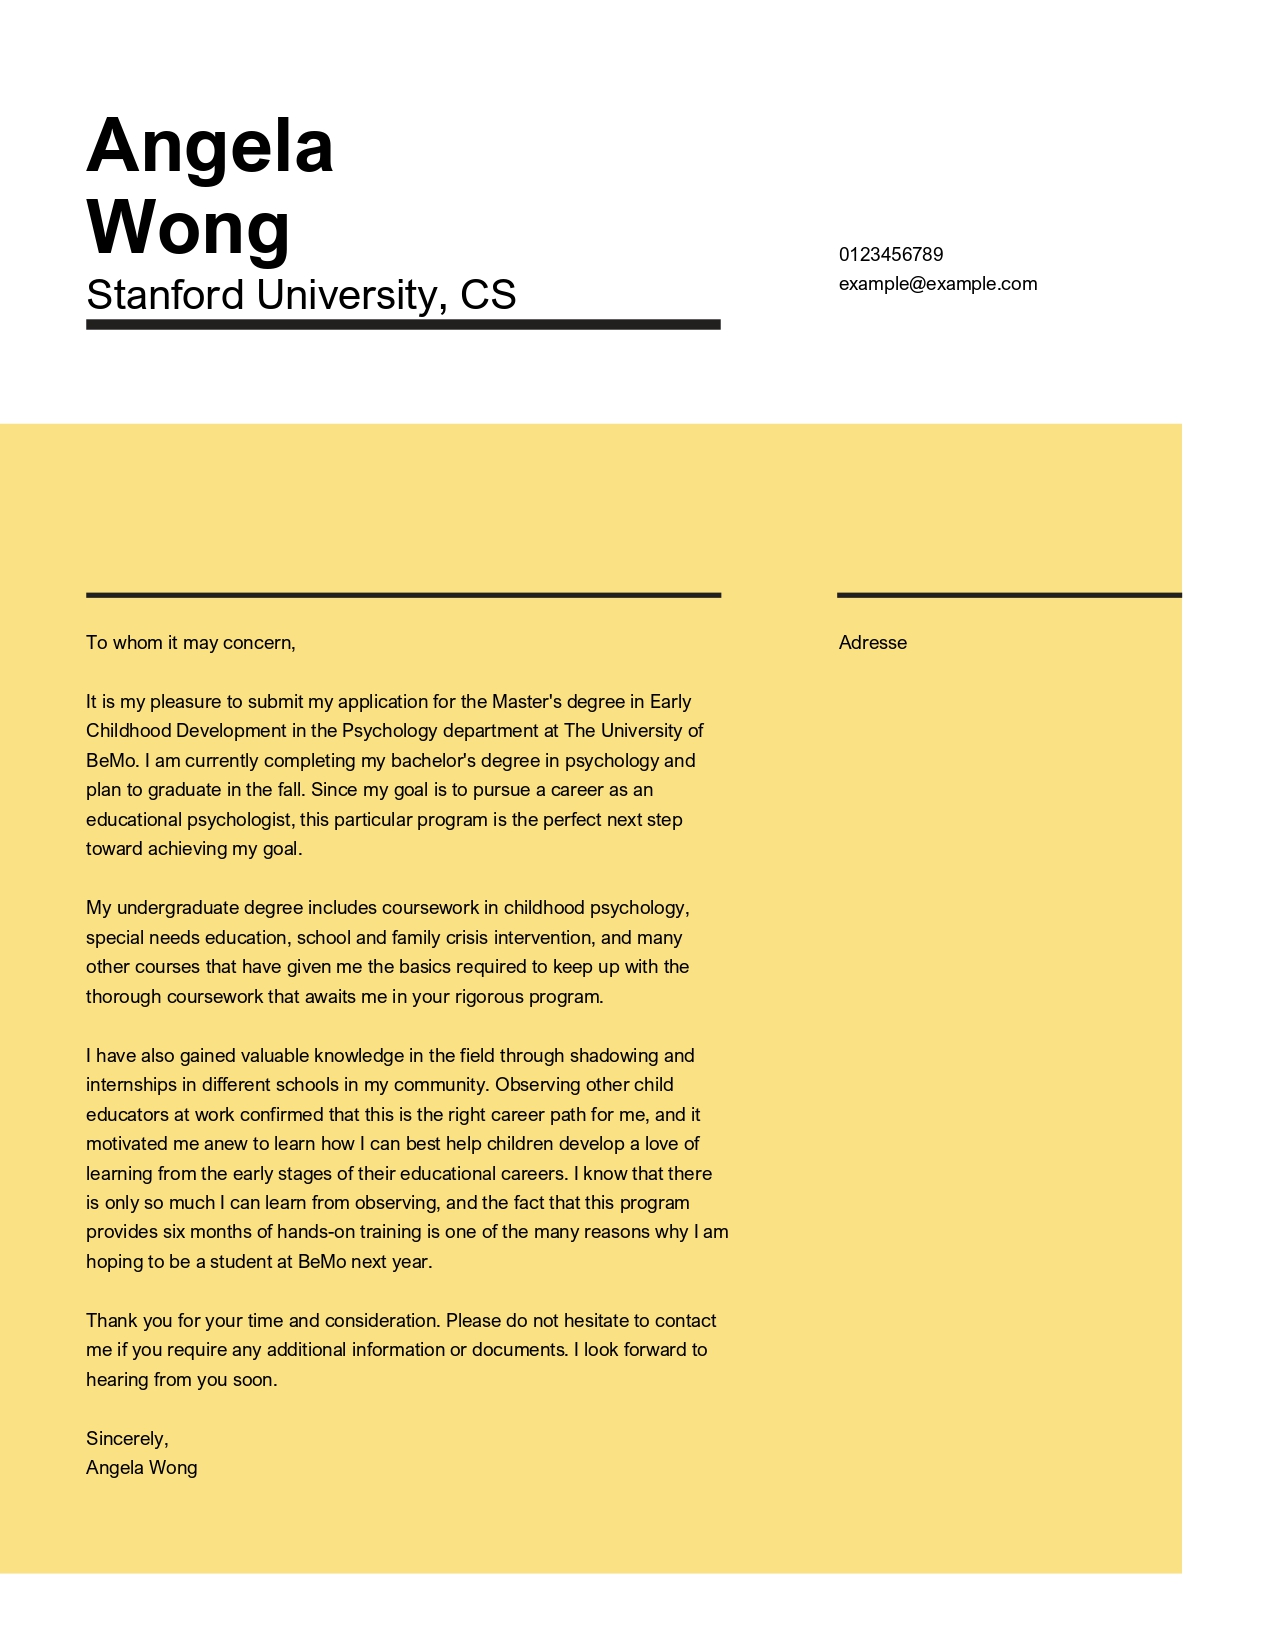 Angela
Wong
Stanford University, CS
0123456789
example@example.com
To whom it may concern,
It is my pleasure to submit my application for the Master's degree in Early
Childhood Development in the Psychology department at The University of
BeMo. I am currently completing my bachelor's degree in psychology and
plan to graduate in the fall. Since my goal is to pursue a career as an
educational psychologist, this particular program is the perfect next step
toward achieving my goal.
My undergraduate degree includes coursework in childhood psychology,
special needs education, school and family crisis intervention, and many
other courses that have given me the basics required to keep up with the
thorough coursework that awaits me in your rigorous program.
I have also gained valuable knowledge in the field through shadowing and
internships in different schools in my community. Observing other child
educators at work confirmed that this is the right career path for me, and it
motivated me anew to learn how I can best help children develop a love of
learning from the early stages of their educational careers. I know that there
is only so much I can learn from observing, and the fact that this program
provides six months of hands-on training is one of the many reasons why I am
hoping to be a student at BeMo next year.
Thank you for your time and consideration. Please do not hesitate to contact
me if you require any additional information or documents. I look forward to
hearing from you soon.
Sincerely,
Angela Wong
Adresse